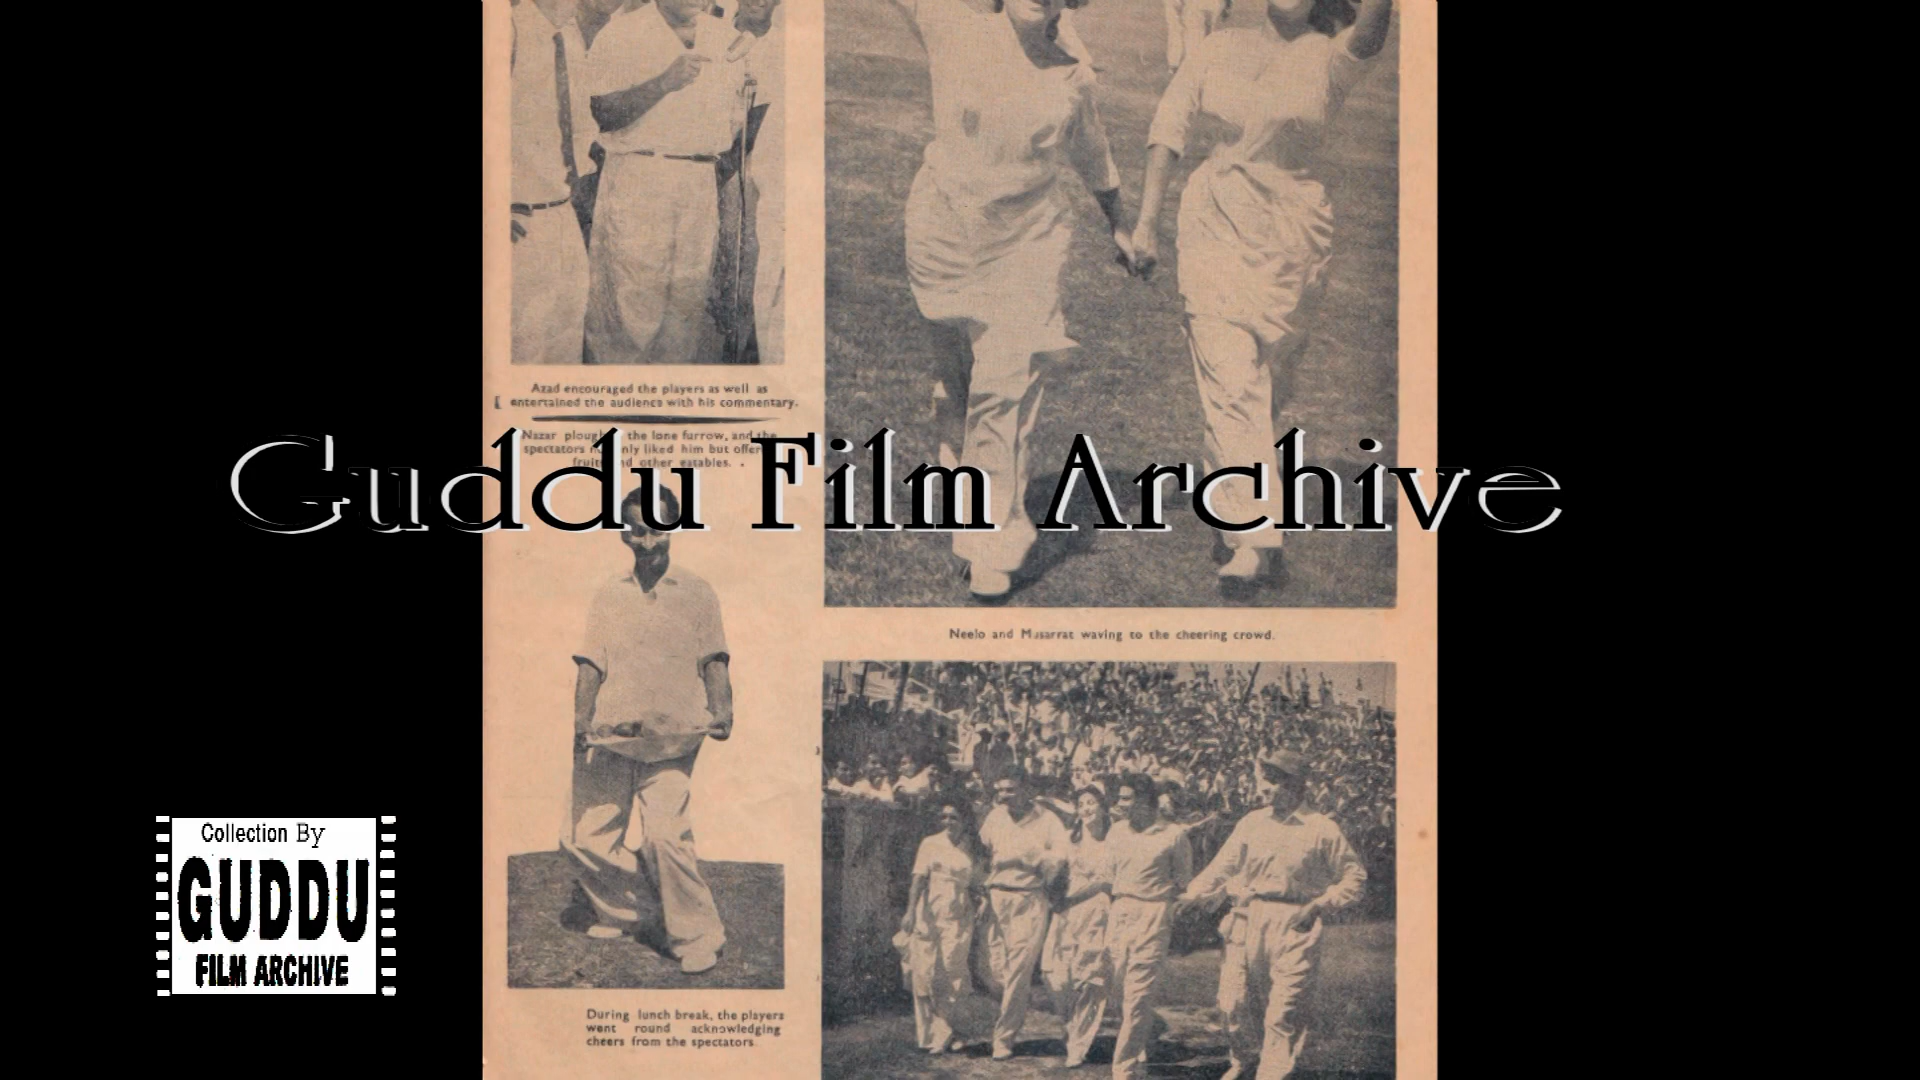 Azad encouraged the players as well as
entertained the audience with his commentary.
Nazar the lone furrow, and the
spectators liked him but
and other eatables.
Guddu Film Archive
Neelo and Musarrat waving to the cheering crowd.
Collection By
GUDDU
FILM ARCHIVE
During lunch break, the players
went round acknowledging
cheers from the spectators.